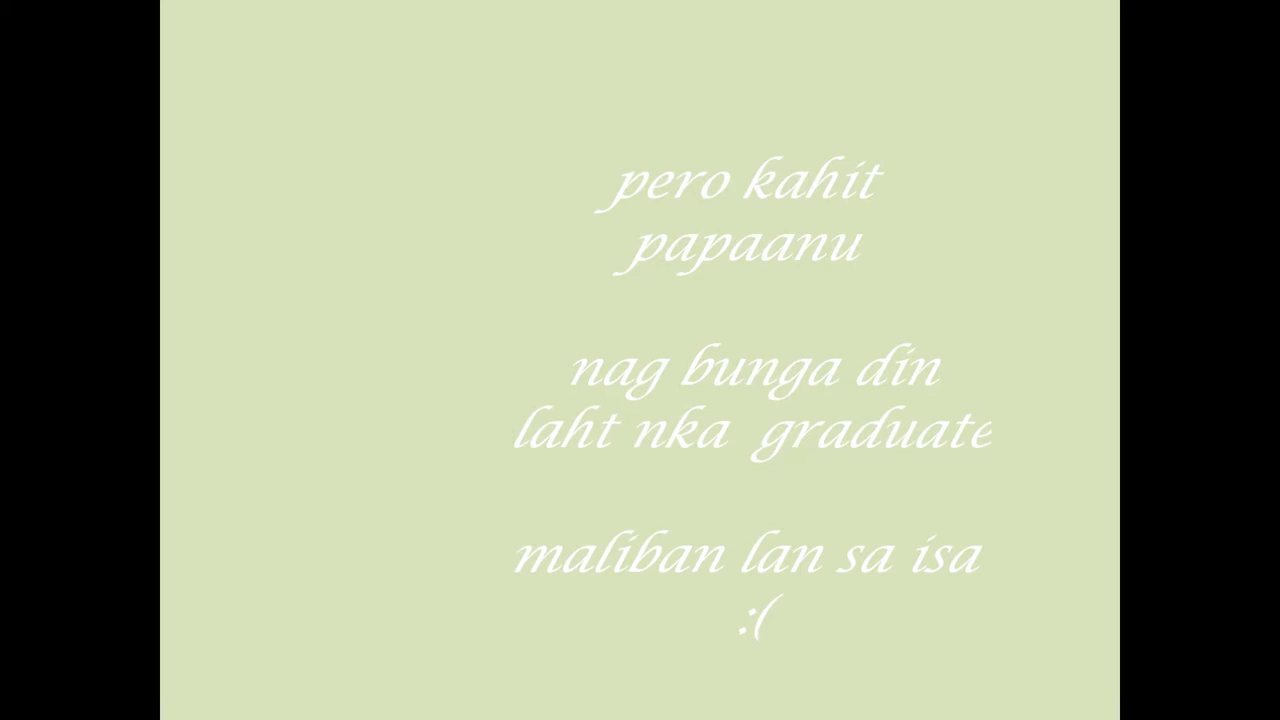 pero kahit
papaanu
nag bunga din
laht nka graduate
maliban lan sa isa
:(